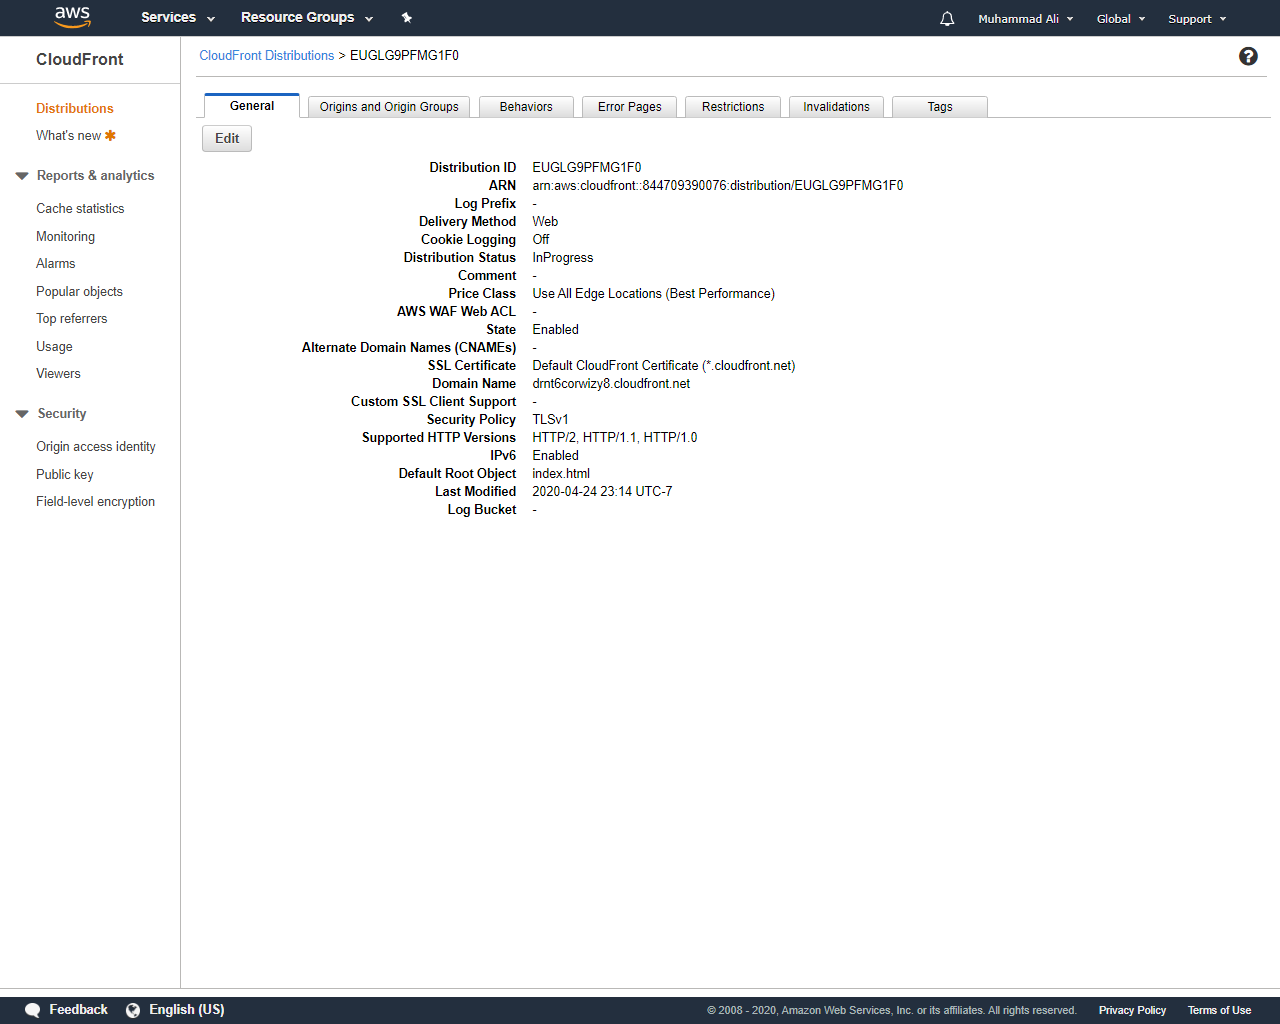 aws Services Resource Groups Muhammad Ali Global Support
CloudFront
CloudFront Distributions > EUGLG9PFMG1F0
Distributions
What's new
Reports & analytics
Cache statistics
Monitoring
Alarms
Popular objects
Top referrers
Usage
Viewers
Security
Origin access identity
Public key
Field-level encryption
General Origins and Origin Groups Behaviors Error Pages Restrictions Invalidations Tags
Edit
Distribution ID EUGLG9PFMG1F0
ARN arn:aws:cloudfront::844709390076:distribution/EUGLG9PFMG1F0
Log Prefix -
Delivery Method Web
Cookie Logging Off
Distribution Status InProgress
Comment -
Price Class Use All Edge Locations (Best Performance)
AWS WAF Web ACL -
State Enabled
Alternate Domain Names (CNAMEs) -
SSL Certificate Default CloudFront Certificate (*.cloudfront.net)
Domain Name drnt6corwizy8.cloudfront.net
Custom SSL Client Support -
Security Policy TLSv1
Supported HTTP Versions HTTP/2, HTTP/1.1, HTTP/1.0
IPv6 Enabled
Default Root Object index.html
Last Modified 2020-04-24 23:14 UTC-7
Log Bucket -
Feedback English (US) © 2008 - 2020, Amazon Web Services, Inc. or its affiliates. All rights reserved. Privacy Policy Terms of Use